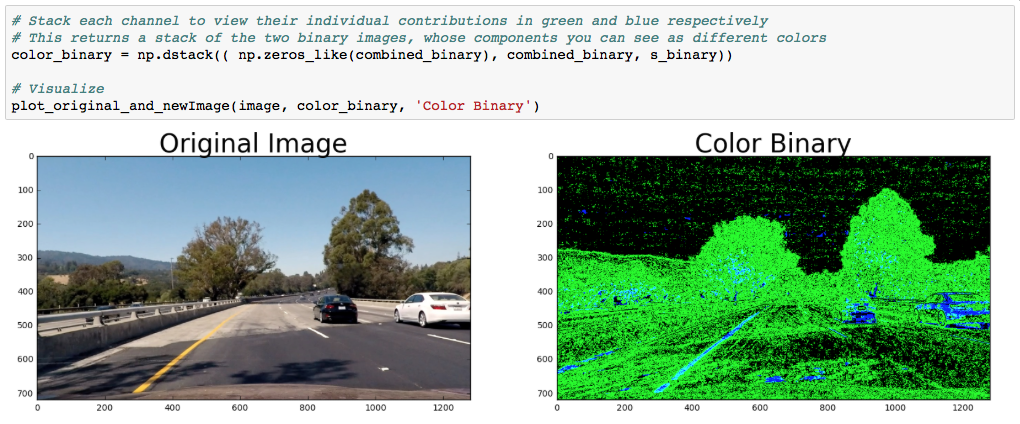 # Stack each channel to view their individual contributions in green and blue respectively
# This returns a stack of the two binary images, whose components you can see as different colors
color_binary = np.dstack(( np.zeros_like(combined_binary), combined_binary, s_binary))
# Visualize
plot_original_and_newImage(image, color_binary, 'Color Binary')
Original Image
0
100
200
300
400
500
600
700
0 200 400 600 800 1000 1200
Color Binary
0
100
200
300
400
500
600
700
0 200 400 600 800 1000 1200